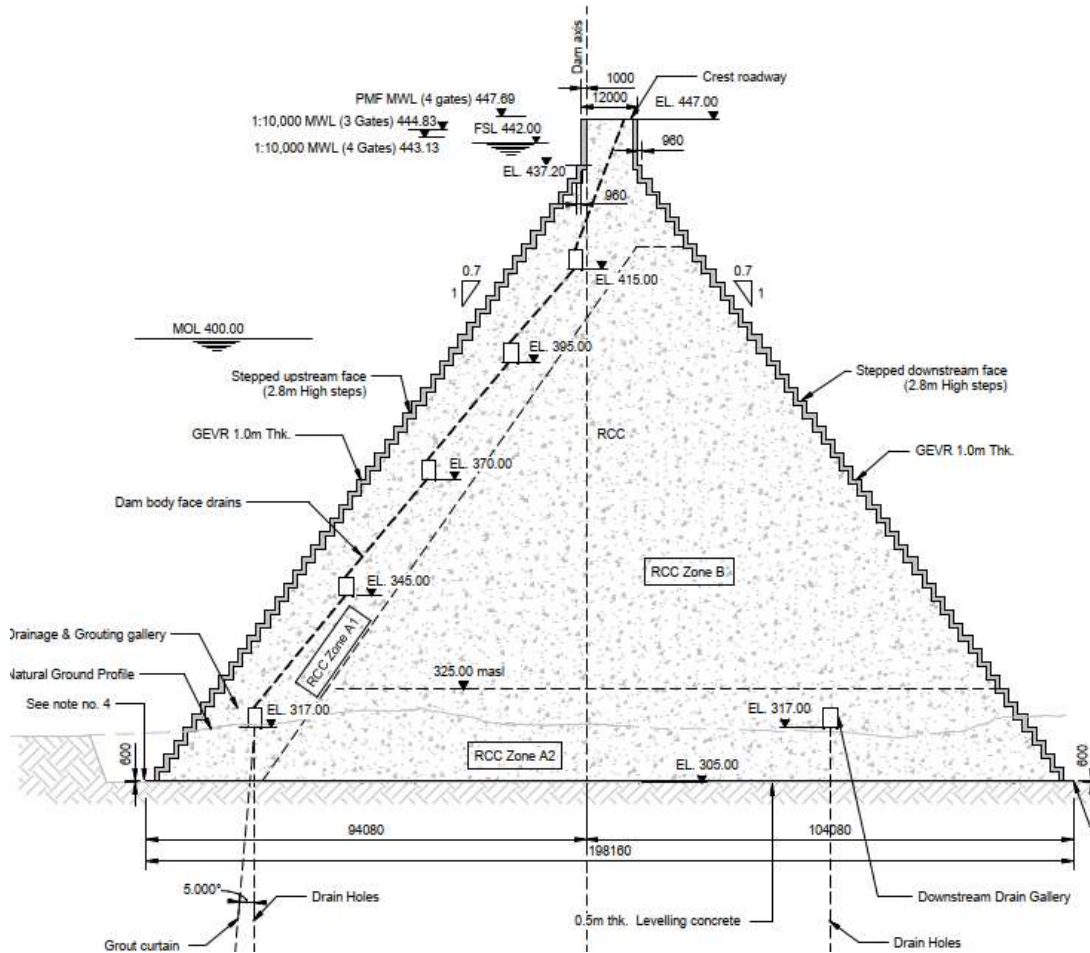 Dam axis
1000
12000
Crest roadway
PMF MWL (4 gates) 447.69
EL. 447.00
1:10,000 MWL (3 Gates) 444.83
FSL 442.00
1:10,000 MWL (4 Gates) 443.13
960
EL. 437.20
960
0.7
1
0.7
1
EL. 415.00
MOL 400.00
EL. 395.00
Stepped upstream face
(2.8m High steps)
Stepped downstream face
(2.8m High steps)
GEVR 1.0m Thk.
RCC
GEVR 1.0m Thk.
EL. 370.00
Dam body face drains
RCC Zone B
EL. 345.00
RCC Zone A1
Drainage & Grouting gallery
Natural Ground Profile
325.00 masl
See note no. 4
EL. 317.00
EL. 317.00
RCC Zone A2
600
EL. 305.00
600
94080
104080
198160
5.000°
Drain Holes
Downstream Drain Gallery
0.5m thk. Levelling concrete
Grout curtain
Drain Holes